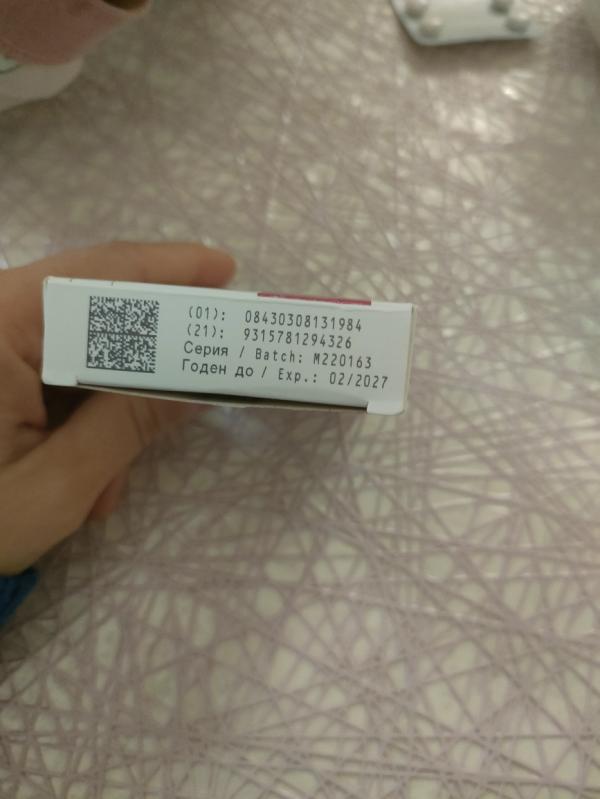 (01): 08430308131984
(21): 9315781294326
Серия / Batch: M220163
Годен до / Exp.: 02/2027